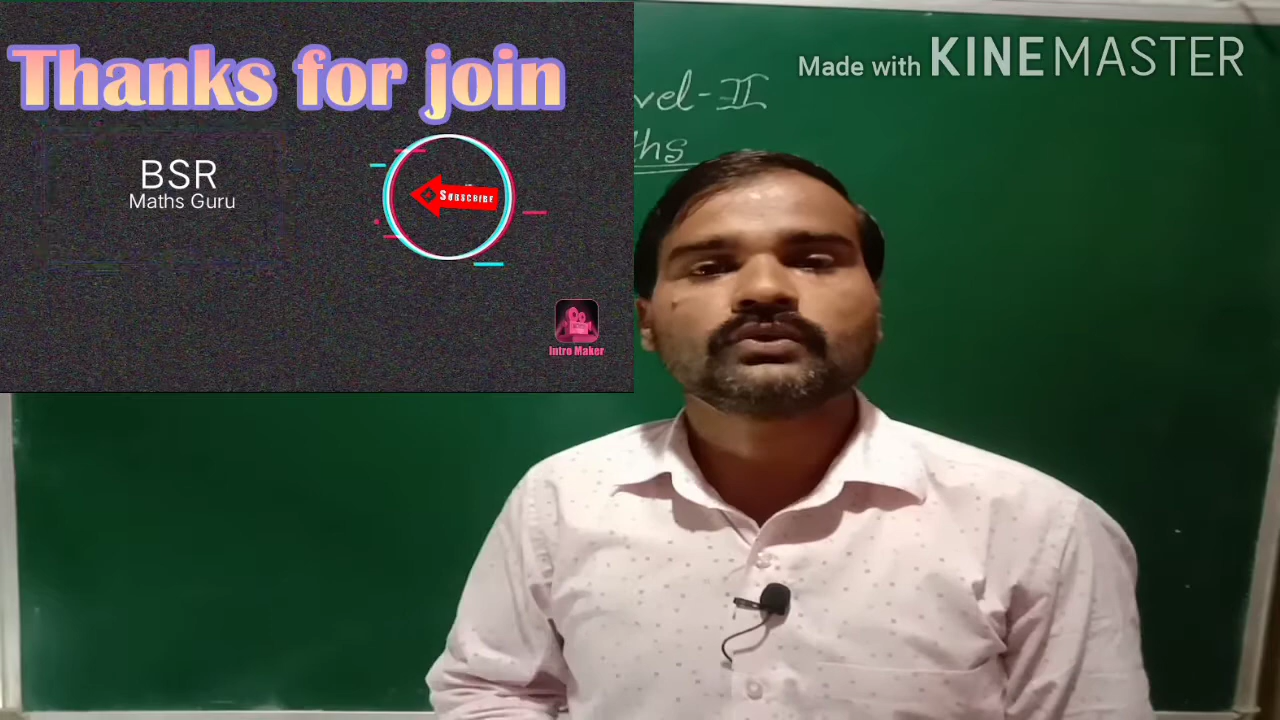 Thanks for join
BSR
Maths Guru
SUBSCRIBE
Intro Maker
Made with KINEMASTER
vel-II
ths